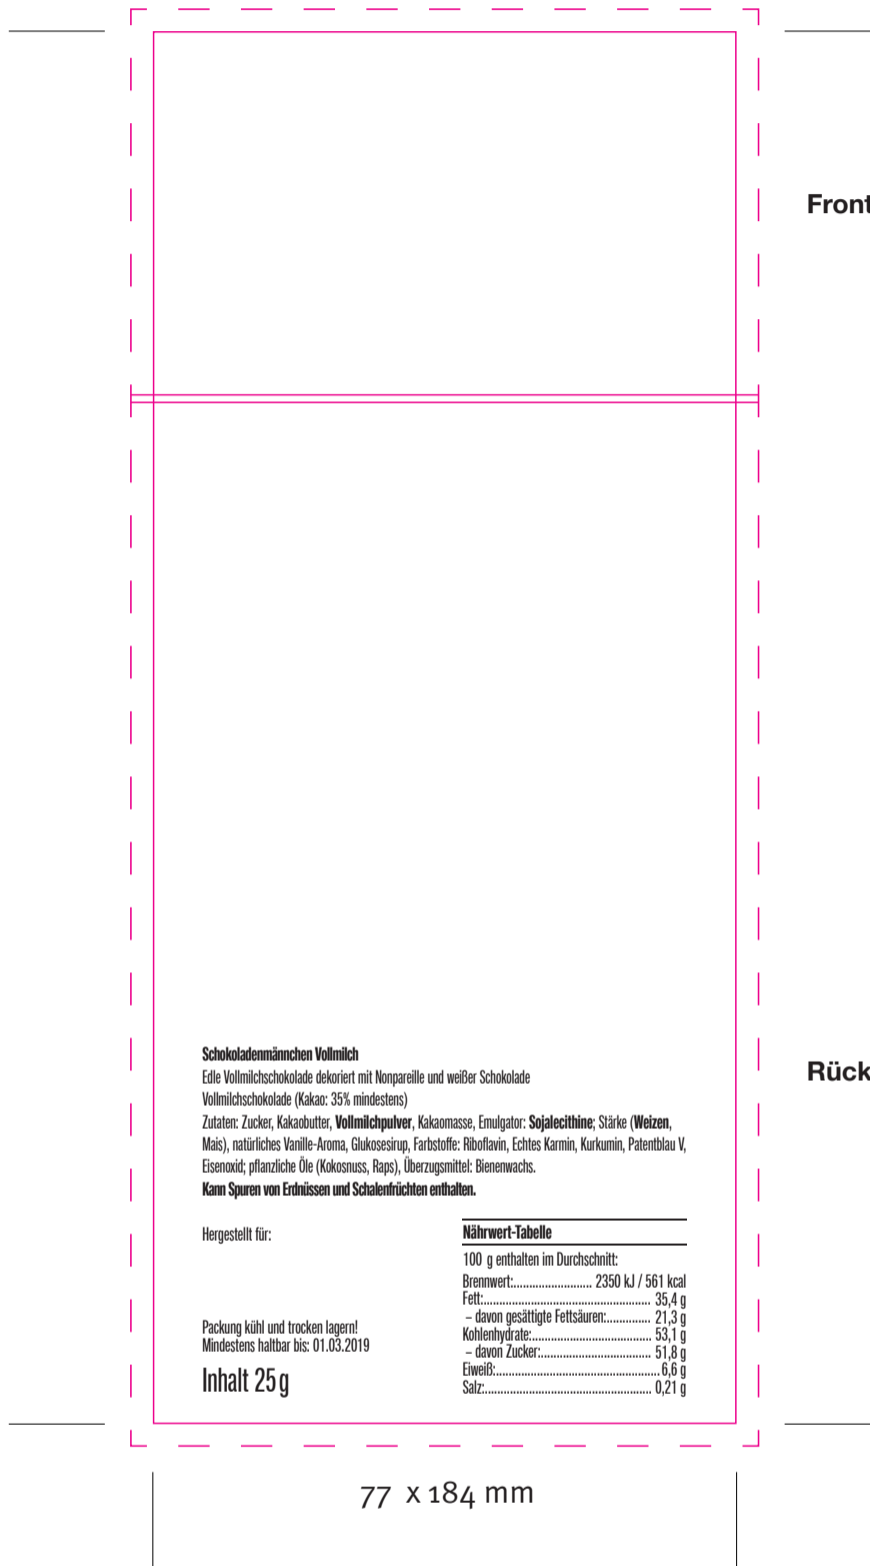 Front
Rück
Schokoladenmännchen Vollmilch
Edle Vollmilchschokolade dekoriert mit Nonpareille und weißer Schokolade
Vollmilchschokolade (Kakao: 35% mindestens)
Zutaten: Zucker, Kakaobutter, Vollmilchpulver, Kakaomasse, Emulgator: Sojalecithine; Stärke (Weizen,
Mais), natürliches Vanille-Aroma, Glukosesirup, Farbstoffe: Riboflavin, Echtes Karmin, Kurkumin, Patentblau V,
Eisenoxid; pflanzliche Öle (Kokosnuss, Raps), Überzugsmittel: Bienenwachs.
Kann Spuren von Erdnüssen und Schalenfrüchten enthalten.
Hergestellt für:
Packung kühl und trocken lagern!
Mindestens haltbar bis: 01.03.2019
Inhalt 25 g
Nährwert-Tabelle
100 g enthalten im Durchschnitt:
Brennwert:......................... 2350 kJ / 561 kcal
Fett:..................................................... 35,4 g
– davon gesättigte Fettsäuren:.............. 21,3 g
Kohlenhydrate:...................................... 53,1 g
– davon Zucker:................................... 51,8 g
Eiweiß:....................................................6,6 g
Salz:..................................................... 0,21 g
77 x 184 mm